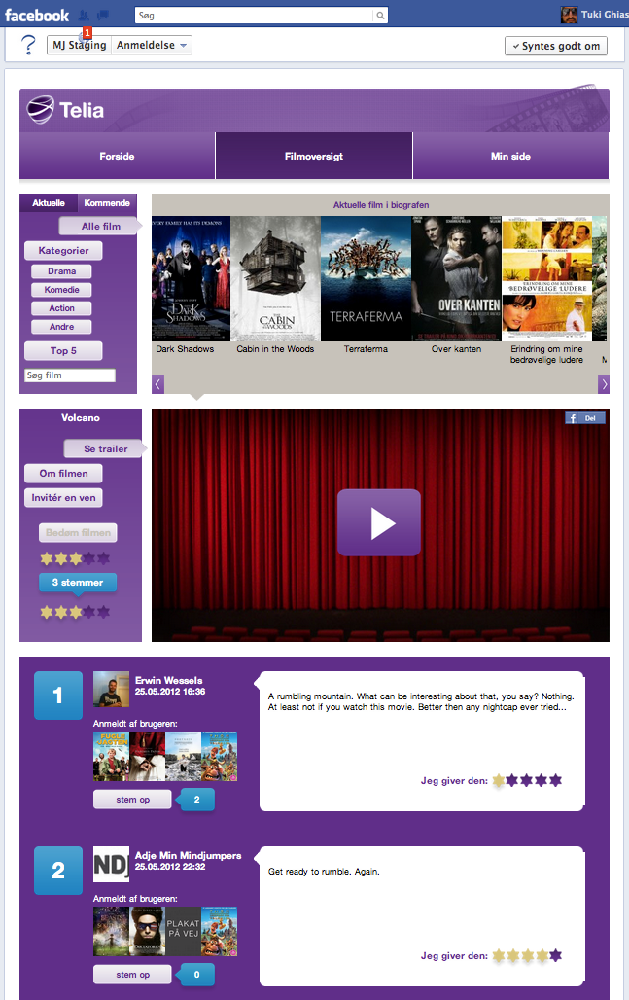 facebook
Søg
Tuki Ghias
1
MJ Staging
Anmeldelse
Syntes godt om
Telia
Forside
Filmoversigt
Min side
Aktuelle
Kommende
Alle film
Kategorier
Drama
Komedie
Action
Andre
Top 5
Søg film
Aktuelle film i biografen
EVERY FAMILY HAS ITS DEMONS
DARK
SHADOWS
THE
CABIN
IN THE
WOODS
TERRAFERMA
OVER KANTEN
ERINDRING OM MINE
BEDRØVELIGE LUDERE
Dark Shadows
Cabin in the Woods
Terraferma
Over kanten
Erindring om mine
bedrøvelige ludere
Volcano
Se trailer
Om filmen
Invitér en ven
Bedøm filmen
3 stemmer
Del
1
Erwin Wessels
25.05.2012 16:36
Anmeldt af brugeren:
stem op
2
A rumbling mountain. What can be interesting about that, you say? Nothing.
At least not if you watch this movie. Better then any nightcap ever tried...
Jeg giver den:
2
NDJ
Adje Min Mindjumpers
25.05.2012 22:32
Anmeldt af brugeren:
DIKTATOREN
PLAKAT
PÅ VEJ
stem op
0
Get ready to rumble. Again.
Jeg giver den: